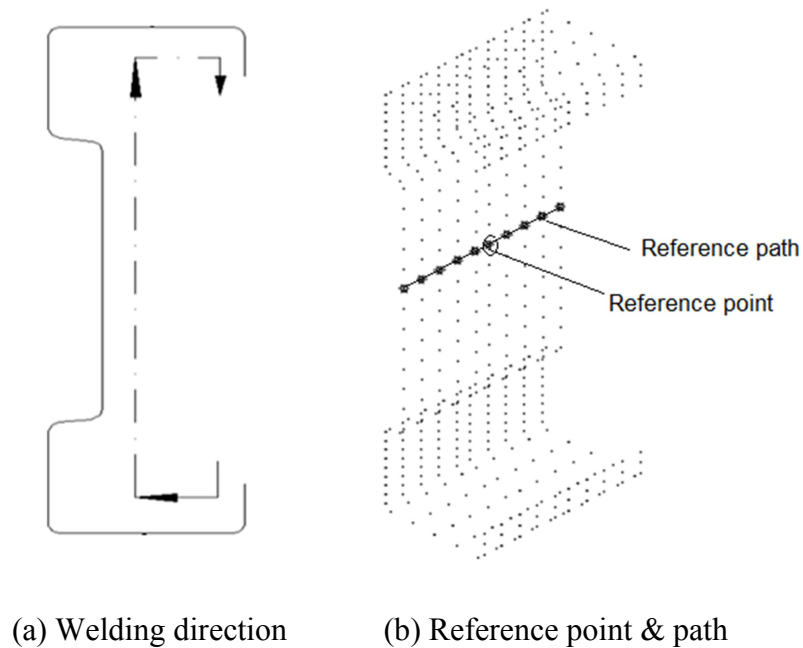 Reference path
Reference point
(a) Welding direction
(b) Reference point & path